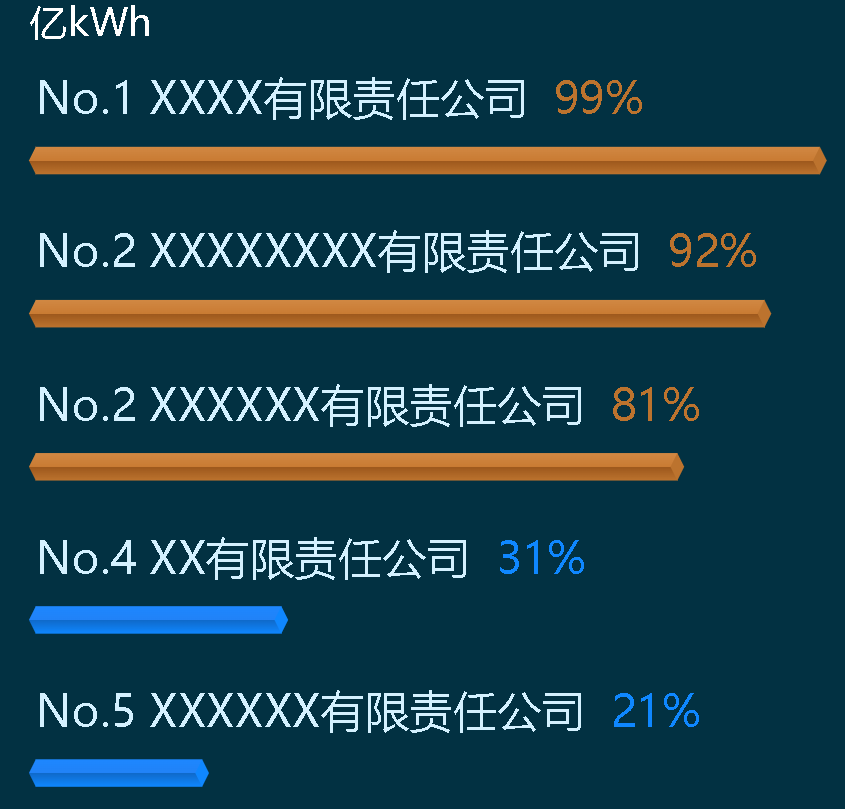 亿kWh
No.1 XXXX有限责任公司 99%
No.2 XXXXXXXX有限责任公司 92%
No.2 XXXXXX有限责任公司 81%
No.4 XX有限责任公司 31%
No.5 XXXXXX有限责任公司 21%